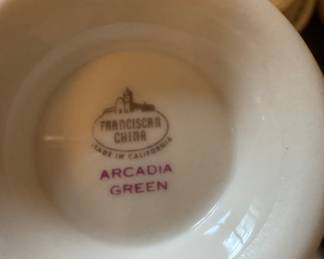 FRANCISCAN
CHINA
MADE IN CALIFORNIA
ARCADIA
GREEN